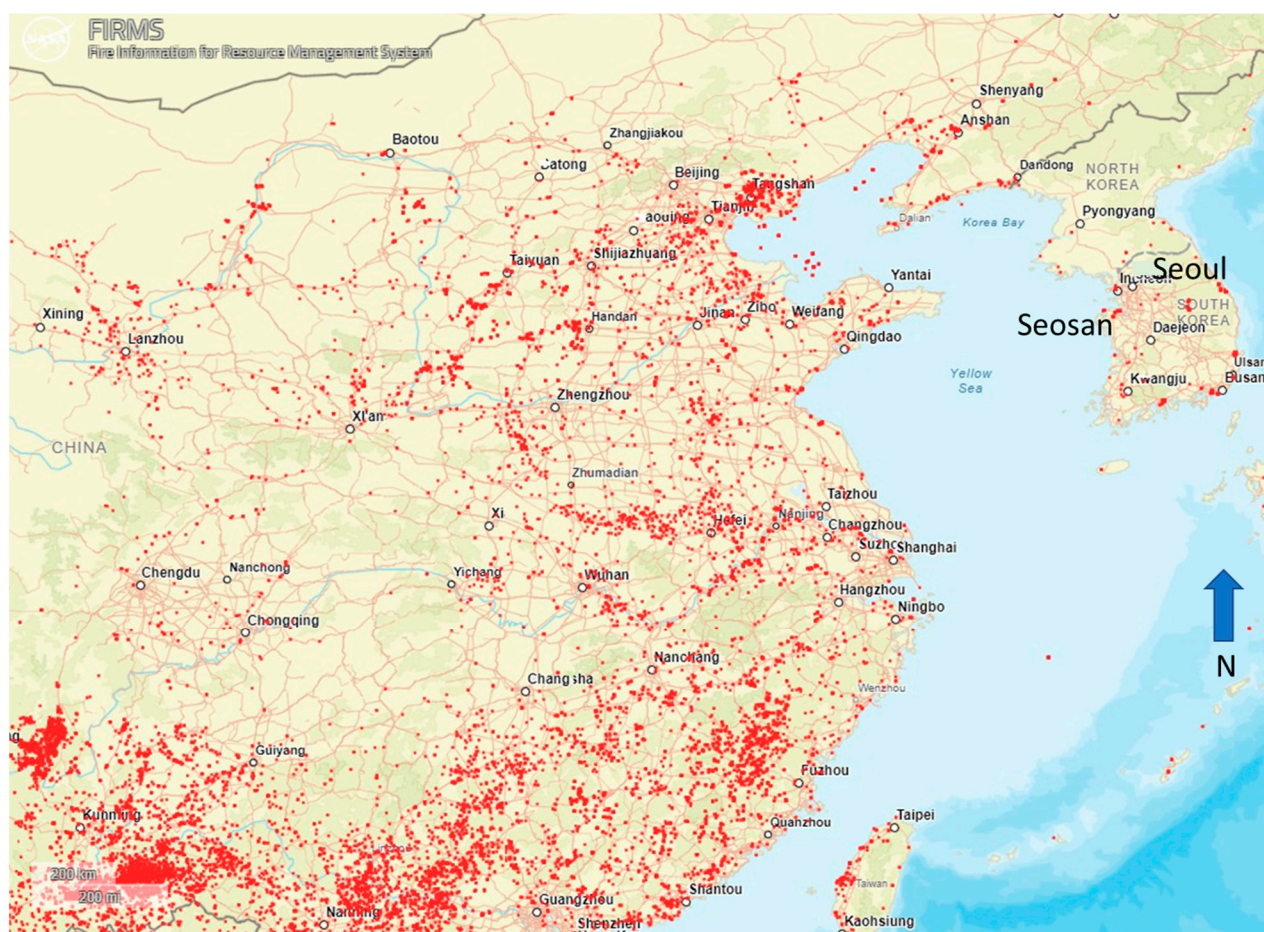 NASA
FIRMS
Fire Information for Resource Management System
Shenyang
Anshan
Baotou
Zhangjiakou
Datong
Beijing
Tangshan
Dandong
NORTH
KOREA
Tianjin
aoding
Dalian
Korea Bay
Pyongyang
Taiyuan
Shijiazhuang
Yantai
Seoul
Incheon
SOUTH
KOREA
Xining
Lanzhou
Handan
Jinan
Zibo
Weifang
Qingdao
Seosan
Daejeon
Yellow
Sea
Ulsan
Busan
Kwangju
Zhengzhou
Xi'an
CHINA
Zhumadian
Xi
Hefei
Nanjing
Taizhou
Changzhou
Suzho
Shanghai
Chengdu
Nanchong
Yichang
Wuhan
Hangzhou
Ningbo
Chongqing
N
Nanchang
Changsha
Wenzhou
Guiyang
Fuzhou
Kunming
Quanzhou
Taipei
200 km
200 mi
Taiwan
Shantou
Guangzhou
Nanning
Shenzhen
Kaohsiung